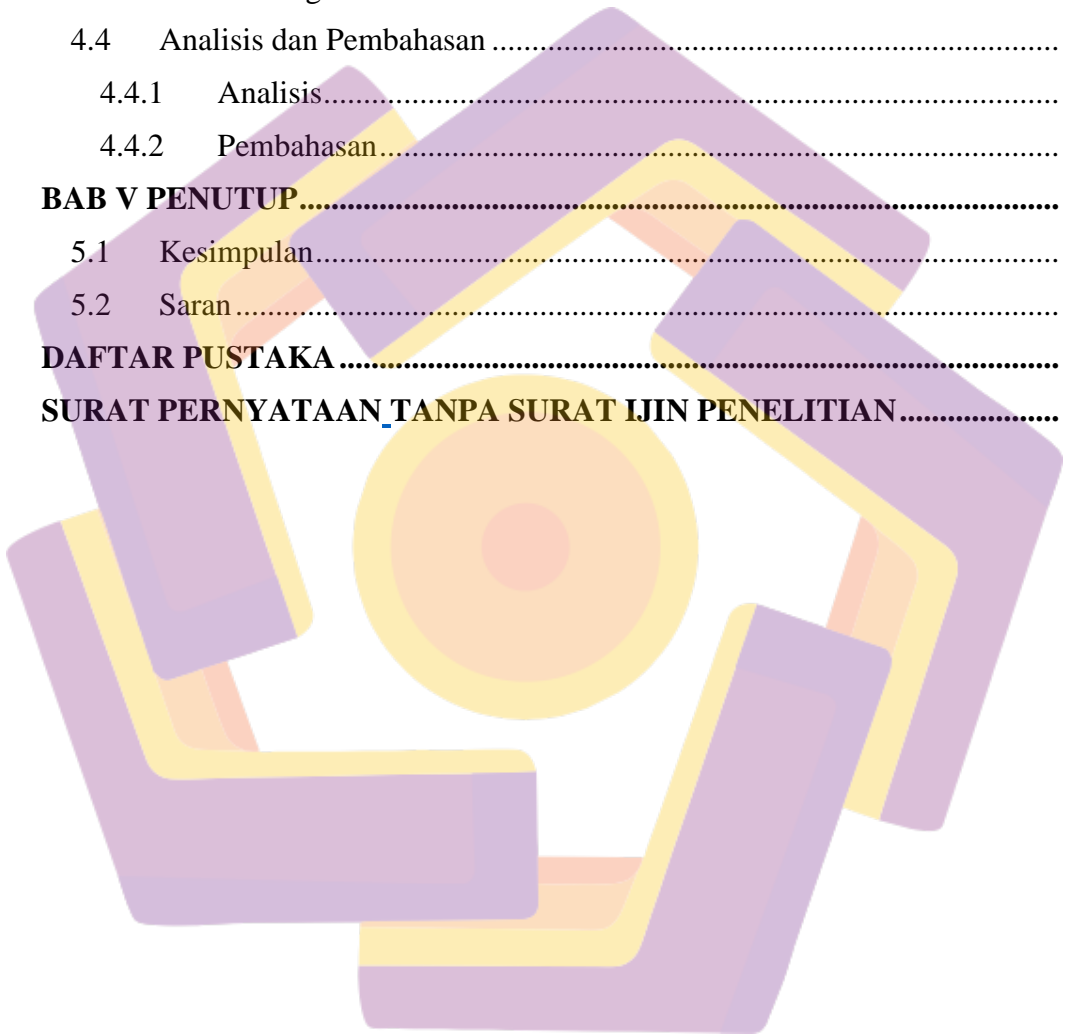 4.4 Analisis dan Pembahasan ........................................................................
4.4.1 Analisis.............................................................................................
4.4.2 Pembahasan......................................................................................
BAB V PENUTUP................................................................................................
5.1 Kesimpulan..............................................................................................
5.2 Saran........................................................................................................
DAFTAR PUSTAKA...........................................................................................
SURAT PERNYATAAN TANPA SURAT IJIN PENELITIAN....................